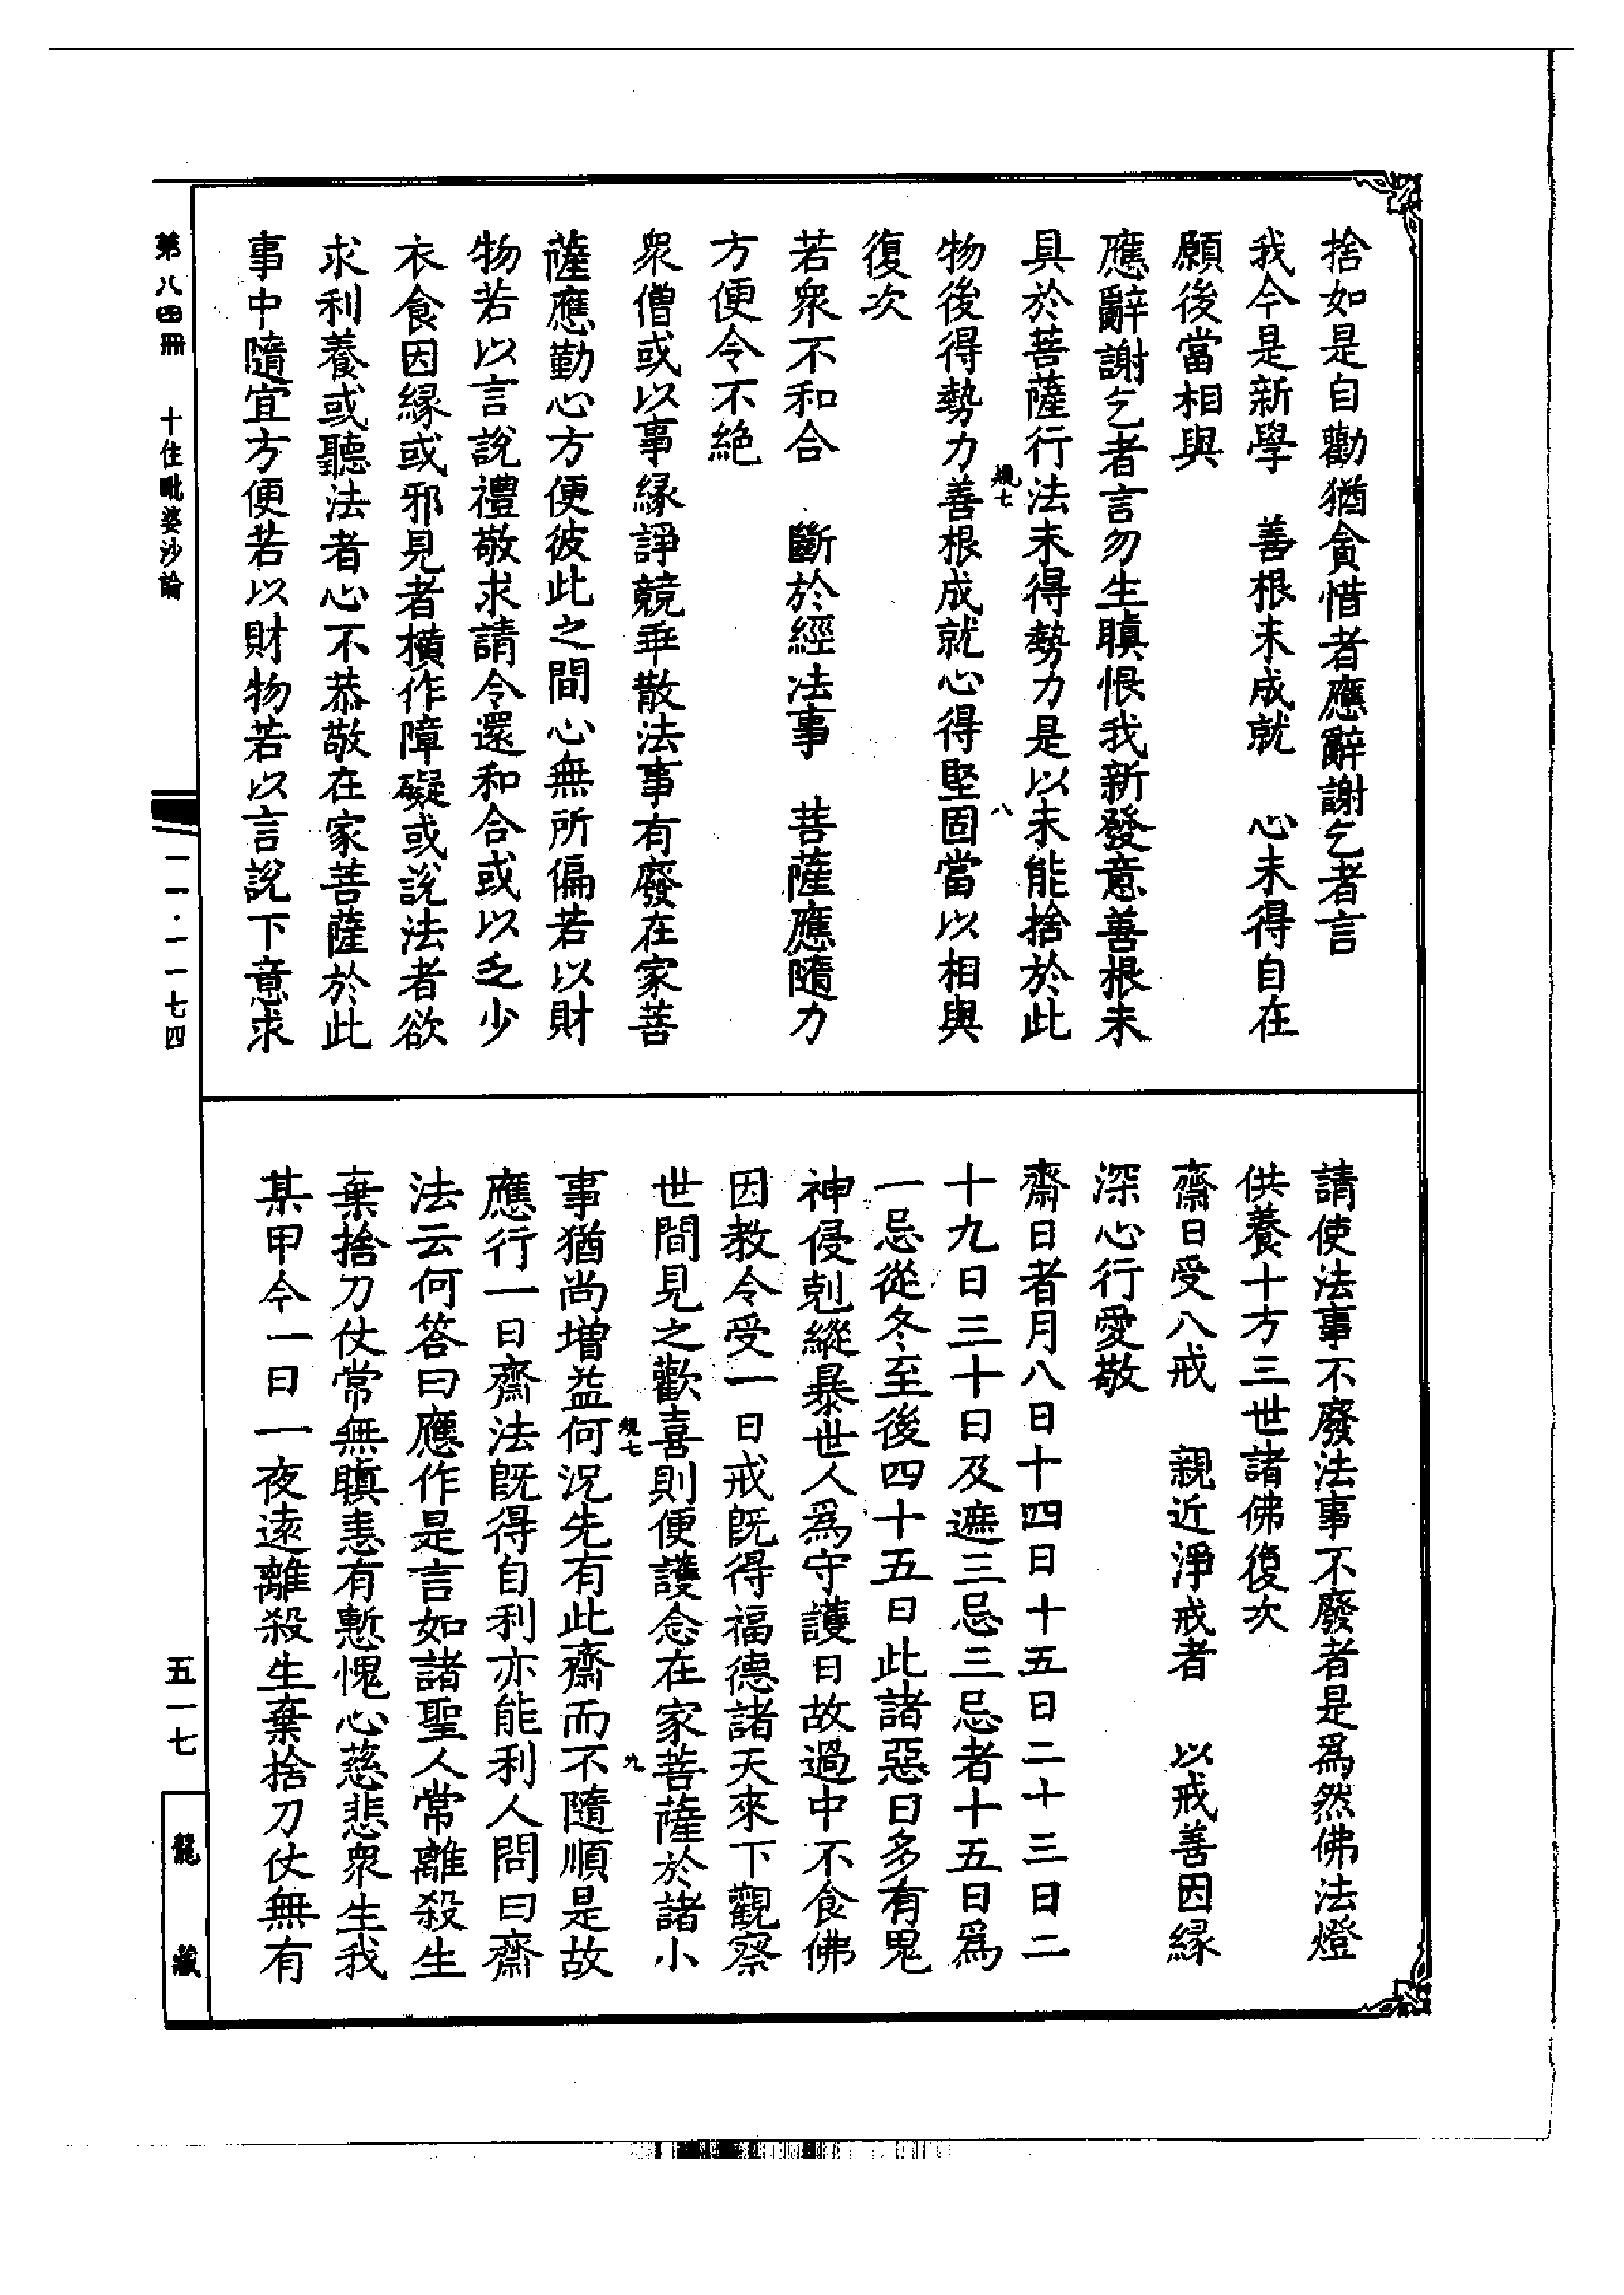 捨如是自勸猶貪惜者應辭謝乞者言
我今是新學　善根未成就　心未得自在
願後當相與
應辭謝乞者言勿生瞋恨我新發意善根未
具於菩薩行法未得勢力是以未能捨於此
槻七　八
物後得勢力善根成就心得堅固當以相與
復次
若衆不和合　斷於經法事　菩薩應隨力
方便令不絶
衆僧或以事縁諍競乖散法事有廢在家菩
薩應勤心方便彼此之間心無所偏若以財
物若以言說禮敬求請令還和合或以乏少
衣食因縁或邪見者橫作障礙或說法者欲
求利養或聽法者心不恭敬在家菩薩於此
事中隨宜方便若以財物若以言說下意求
請使法事不廢法事不廢者是爲然佛法燈
供養十方三世諸佛復次
齋日受八戒　親近淨戒者　以戒善因縁
深心行愛敬
齋日者月八日十四日十五日二十三日二
十九日三十日及遮三忌三忌者十五日爲
一忌從冬至後四十五日此諸惡日多有鬼
神侵剋縱暴世人爲守護日故過中不食佛
因教令受一日戒既得福德諸天來下觀察
世間見之歡喜則便護念在家菩薩於諸小
槻七　九
事猶尚增益何況先有此齋而不隨順是故
應行一日齋法既得自利亦能利人問曰齋
法云何答曰應作是言如諸聖人常離殺生
棄捨刀仗常無瞋恚有慙愧心慈悲衆生我
某甲今一日一夜遠離殺生棄捨刀仗無有
第八四冊　十住毗婆沙論
一一·一一七四
五一七
龍藏